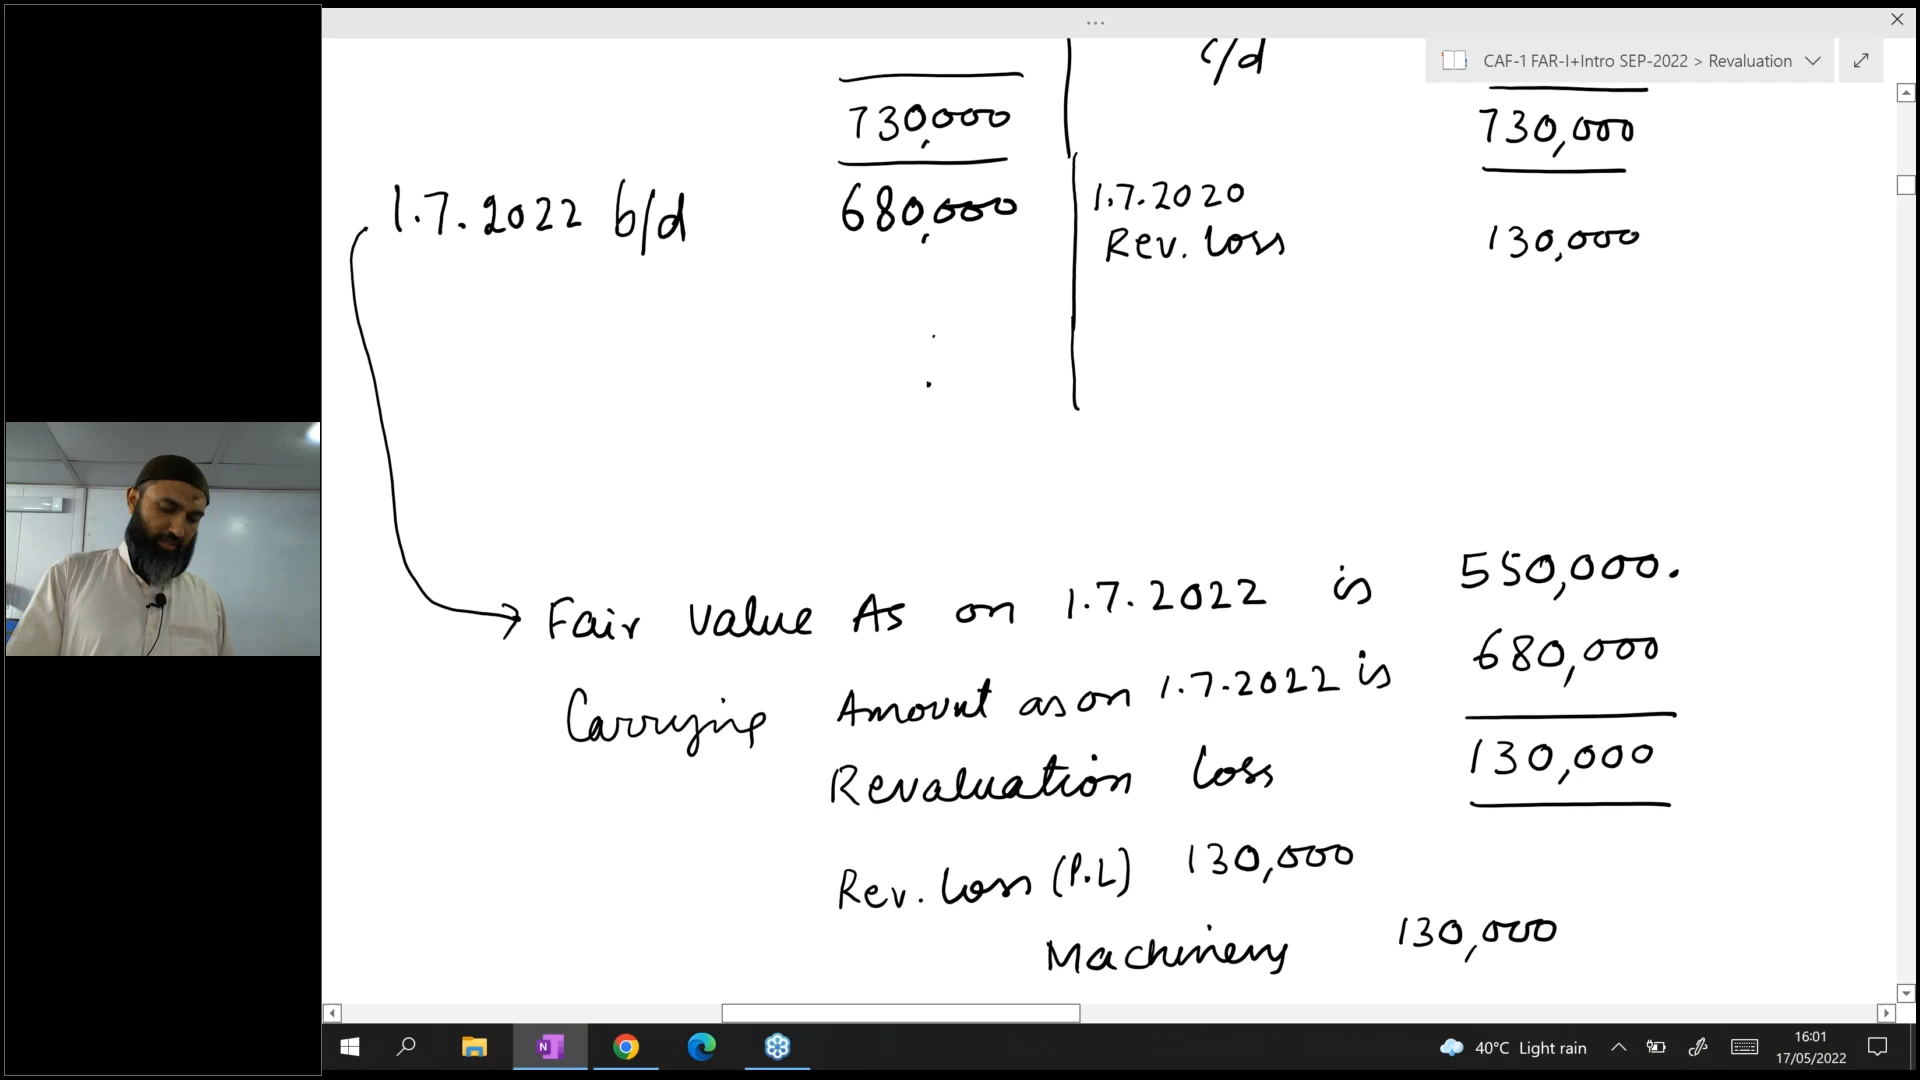 ...
c/d
CAF-1 FAR-I+Intro SEP-2022 > Revaluation
730,000
730,000
1.7.2022 b/d 680,000
1.7.2020
Rev. Loss 130,000
Fair Value As on 1.7.2022 is 550,000.
Carrying Amount as on 1.7.2022 is 680,000
Revaluation Loss 130,000
Rev. Loss (P.L) 130,000
Machinery 130,000
40°C Light rain
16:01
17/05/2022